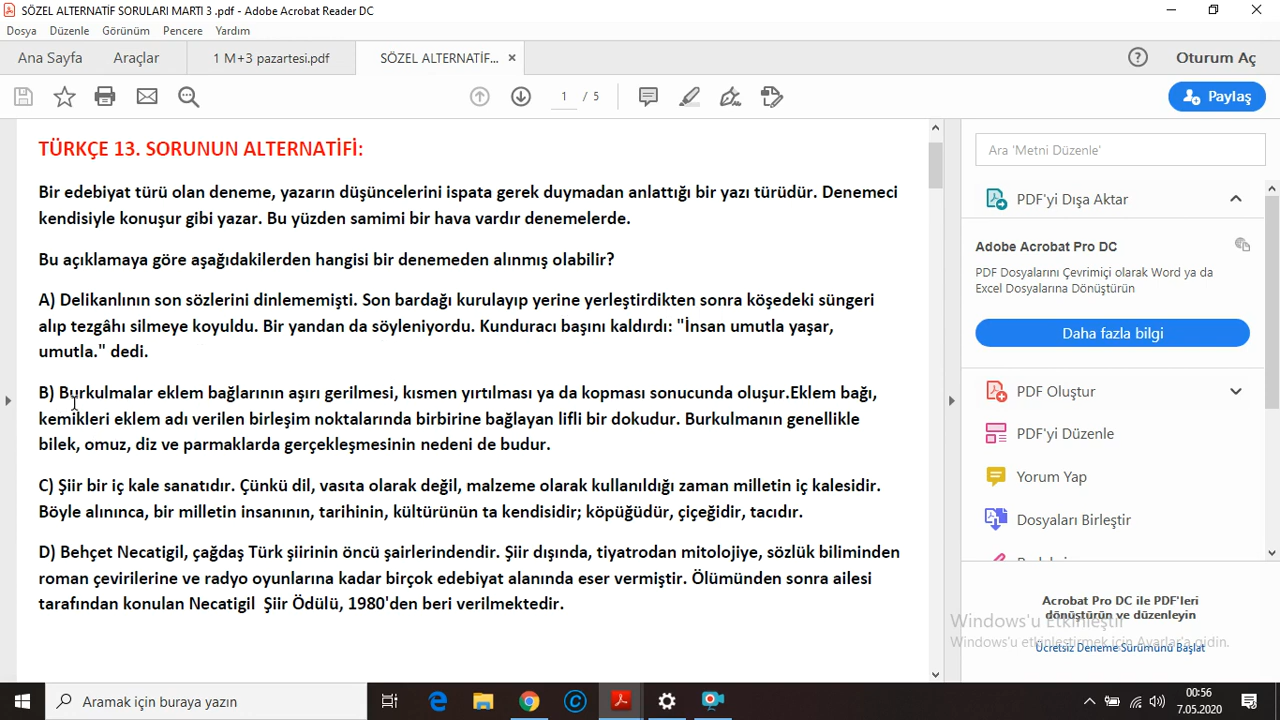 SÖZEL ALTERNATİF SORULARI MARTI 3 .pdf - Adobe Acrobat Reader DC
Dosya Düzenle Görünüm Pencere Yardım
Ana Sayfa Araçlar 1 M+3 pazartesi.pdf SÖZEL ALTERNATİF... × Oturum Aç
1 / 5 Paylaş
TÜRKÇE 13. SORUNUN ALTERNATİFİ:
Bir edebiyat türü olan deneme, yazarın düşüncelerini ispata gerek duymadan anlattığı bir yazı türüdür. Denemeci
kendisiyle konuşur gibi yazar. Bu yüzden samimi bir hava vardır denemelerde.
Bu açıklamaya göre aşağıdakilerden hangisi bir denemeden alınmış olabilir?
A) Delikanlının son sözlerini dinlememişti. Son bardağı kurulayıp yerine yerleştirdikten sonra köşedeki süngeri
alıp tezgâhı silmeye koyuldu. Bir yandan da söyleniyordu. Kunduracı başını kaldırdı: "İnsan umutla yaşar,
umutla." dedi.
B) Burkulmalar eklem bağlarının aşırı gerilmesi, kısmen yırtılması ya da kopması sonucunda oluşur.Eklem bağı,
kemikleri eklem adı verilen birleşim noktalarında birbirine bağlayan lifli bir dokudur. Burkulmanın genellikle
bilek, omuz, diz ve parmaklarda gerçekleşmesinin nedeni de budur.
C) Şiir bir iç kale sanatıdır. Çünkü dil, vasıta olarak değil, malzeme olarak kullanıldığı zaman milletin iç kalesidir.
Böyle alınınca, bir milletin insanının, tarihinin, kültürünün ta kendisidir; köpüğüdür, çiçeğidir, tacıdır.
D) Behçet Necatigil, çağdaş Türk şiirinin öncü şairlerindendir. Şiir dışında, tiyatrodan mitolojiye, sözlük biliminden
roman çevirilerine ve radyo oyunlarına kadar birçok edebiyat alanında eser vermiştir. Ölümünden sonra ailesi
tarafından konulan Necatigil Şiir Ödülü, 1980'den beri verilmektedir.
Ara 'Metni Düzenle'
PDF'yi Dışa Aktar
Adobe Acrobat Pro DC
PDF Dosyalarını Çevrimiçi olarak Word ya da
Excel Dosyalarına Dönüştürün
Daha fazla bilgi
PDF Oluştur
PDF'yi Düzenle
Yorum Yap
Dosyaları Birleştir
Acrobat Pro DC ile PDF'leri
dönüştürün ve düzenleyin
Windows'u Etkinleştir
Windows'u etkinleştirmek için Ayarlar'a gidin.
Ücretsiz Deneme Sürümünü Başlat
Aramak için buraya yazın
00:56
7.05.2020